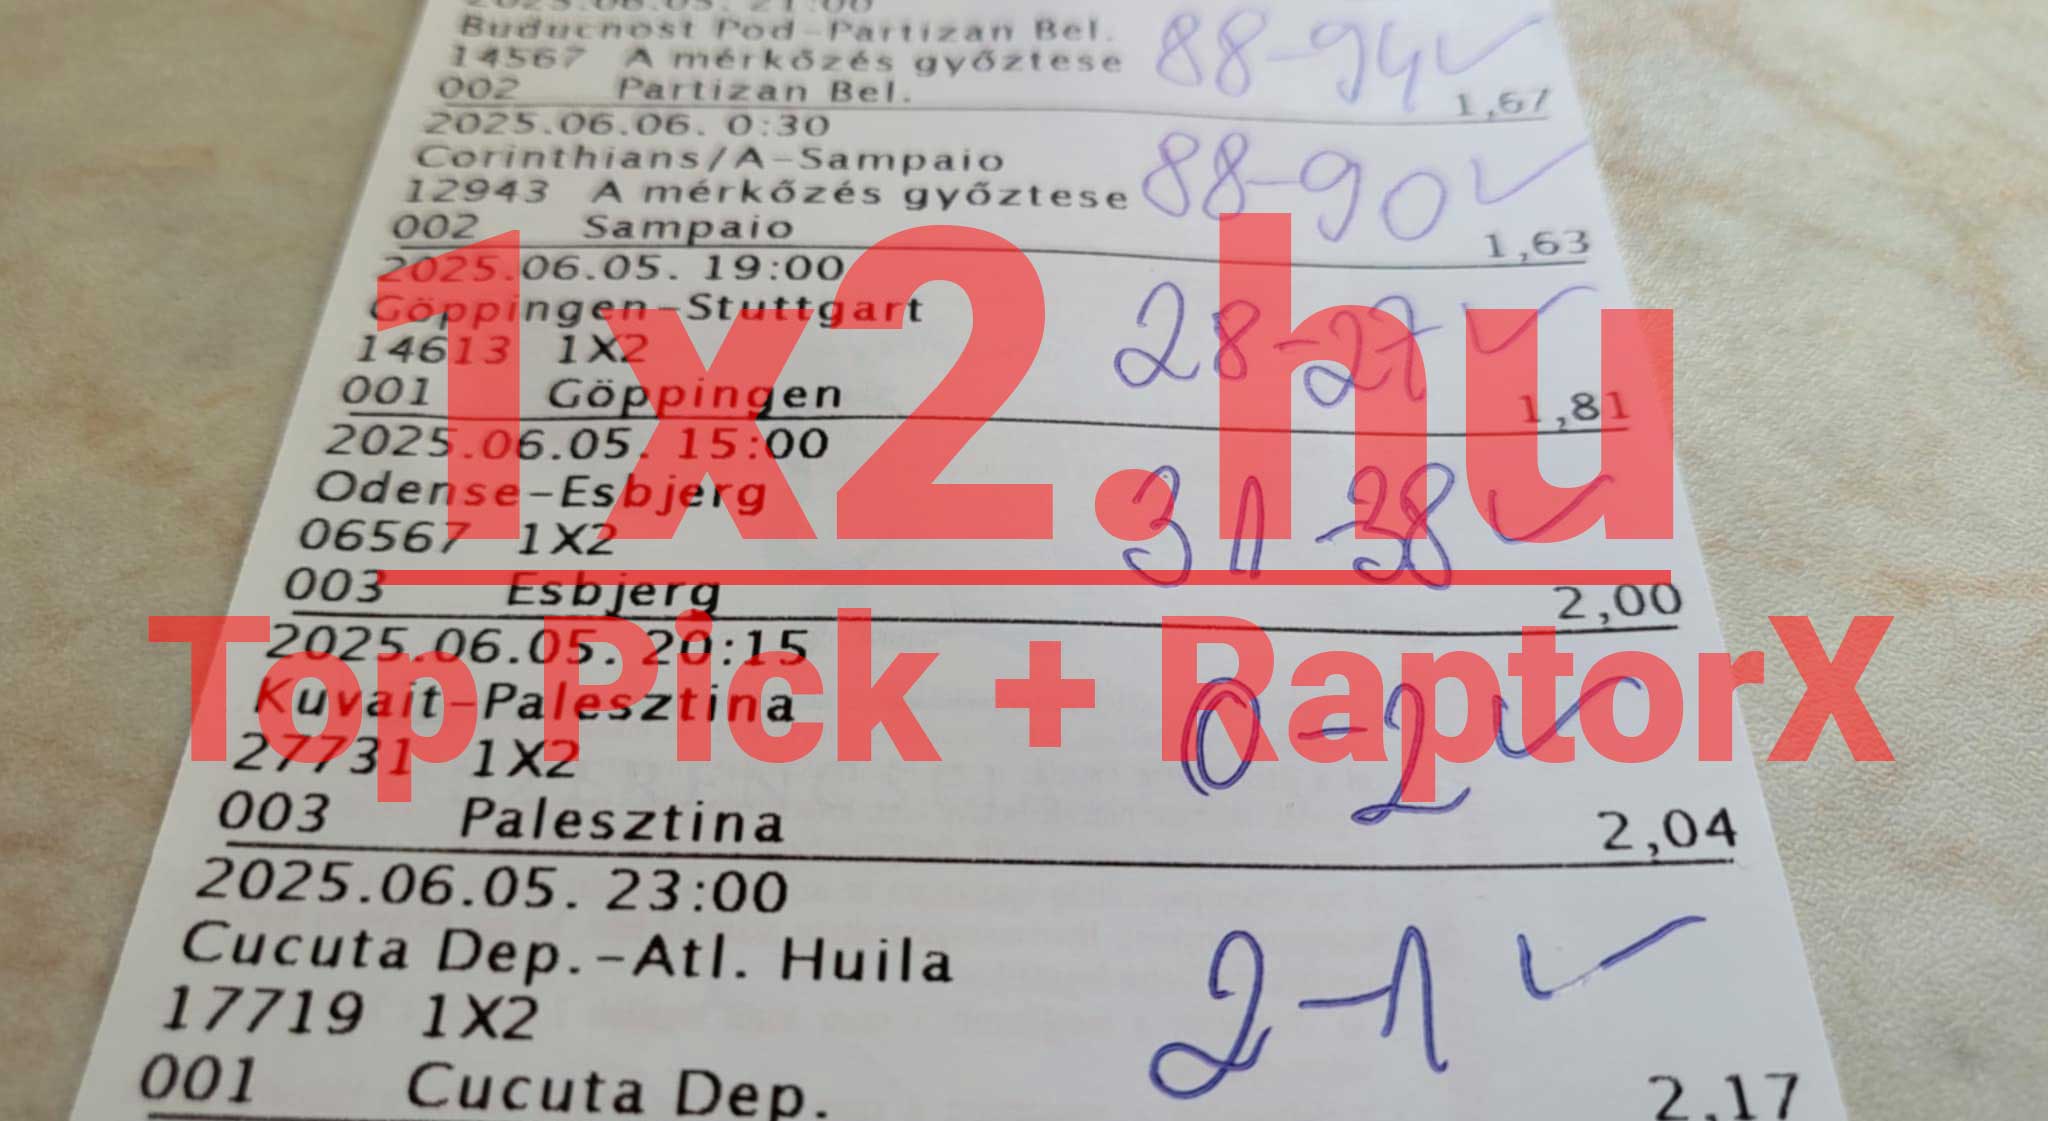 2025.06.05. 21:00
Buducnost Pod-Partizan Bel.
14567 A mérkőzés győztese 88-94✓
002 Partizan Bel. 1,67
2025.06.06. 0:30
Corinthians/A-Sampaio
12943 A mérkőzés győztese 88-90✓
002 Sampaio 1,63
2025.06.05. 19:00
Göppingen-Stuttgart
14613 1X2 28-27✓
001 Göppingen 1,81
2025.06.05. 15:00
Odense-Esbjerg
06567 1X2 31-38✓
003 Esbjerg 2,00
2025.06.05. 20:15
Kuvait-Palesztina
27731 1X2 0-2✓
003 Palesztina 2,04
2025.06.05. 23:00
Cucuta Dep.-Atl. Huila
17719 1X2 2-1✓
001 Cucuta Dep. 2,17
1x2.hu
Top Pick + RaptorX